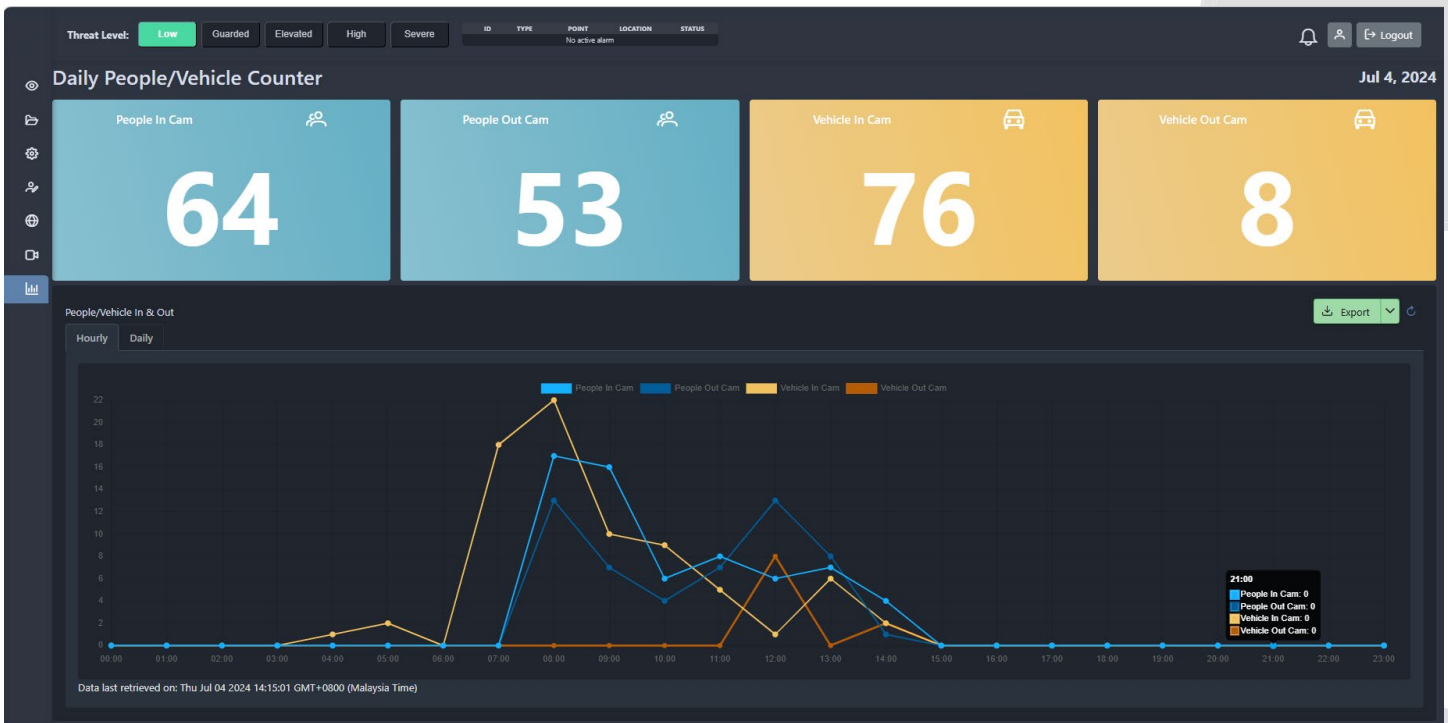 Threat Level: Low Guarded Elevated High Severe
ID TYPE POINT LOCATION STATUS
No active alarm
Logout
Daily People/Vehicle Counter
Jul 4, 2024
People In Cam
64
People Out Cam
53
Vehicle In Cam
76
Vehicle Out Cam
8
People/Vehicle In & Out
Export
Hourly Daily
People In Cam People Out Cam Vehicle In Cam Vehicle Out Cam
22
20
18
16
14
12
10
8
6
4
2
0
21:00
People In Cam: 0
People Out Cam: 0
Vehicle In Cam: 0
Vehicle Out Cam: 0
00:00 01:00 02:00 03:00 04:00 05:00 06:00 07:00 08:00 09:00 10:00 11:00 12:00 13:00 14:00 15:00 16:00 17:00 18:00 19:00 20:00 21:00 22:00 23:00
Data last retrieved on: Thu Jul 04 2024 14:15:01 GMT+0800 (Malaysia Time)